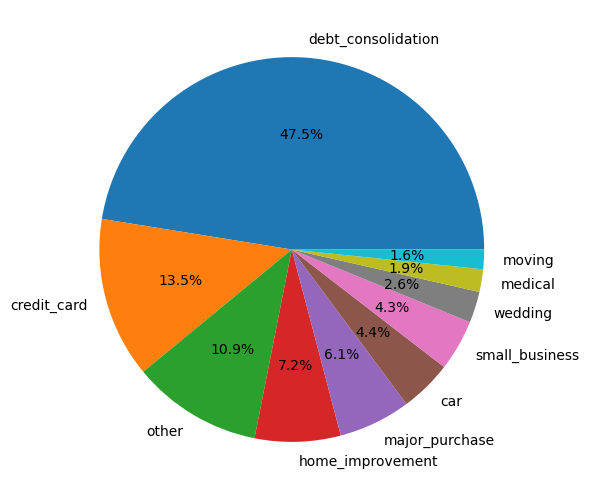 debt_consolidation
47.5%
credit_card
13.5%
other
10.9%
home_improvement
7.2%
major_purchase
6.1%
car
4.4%
small_business
4.3%
wedding
2.6%
medical
1.9%
moving
1.6%